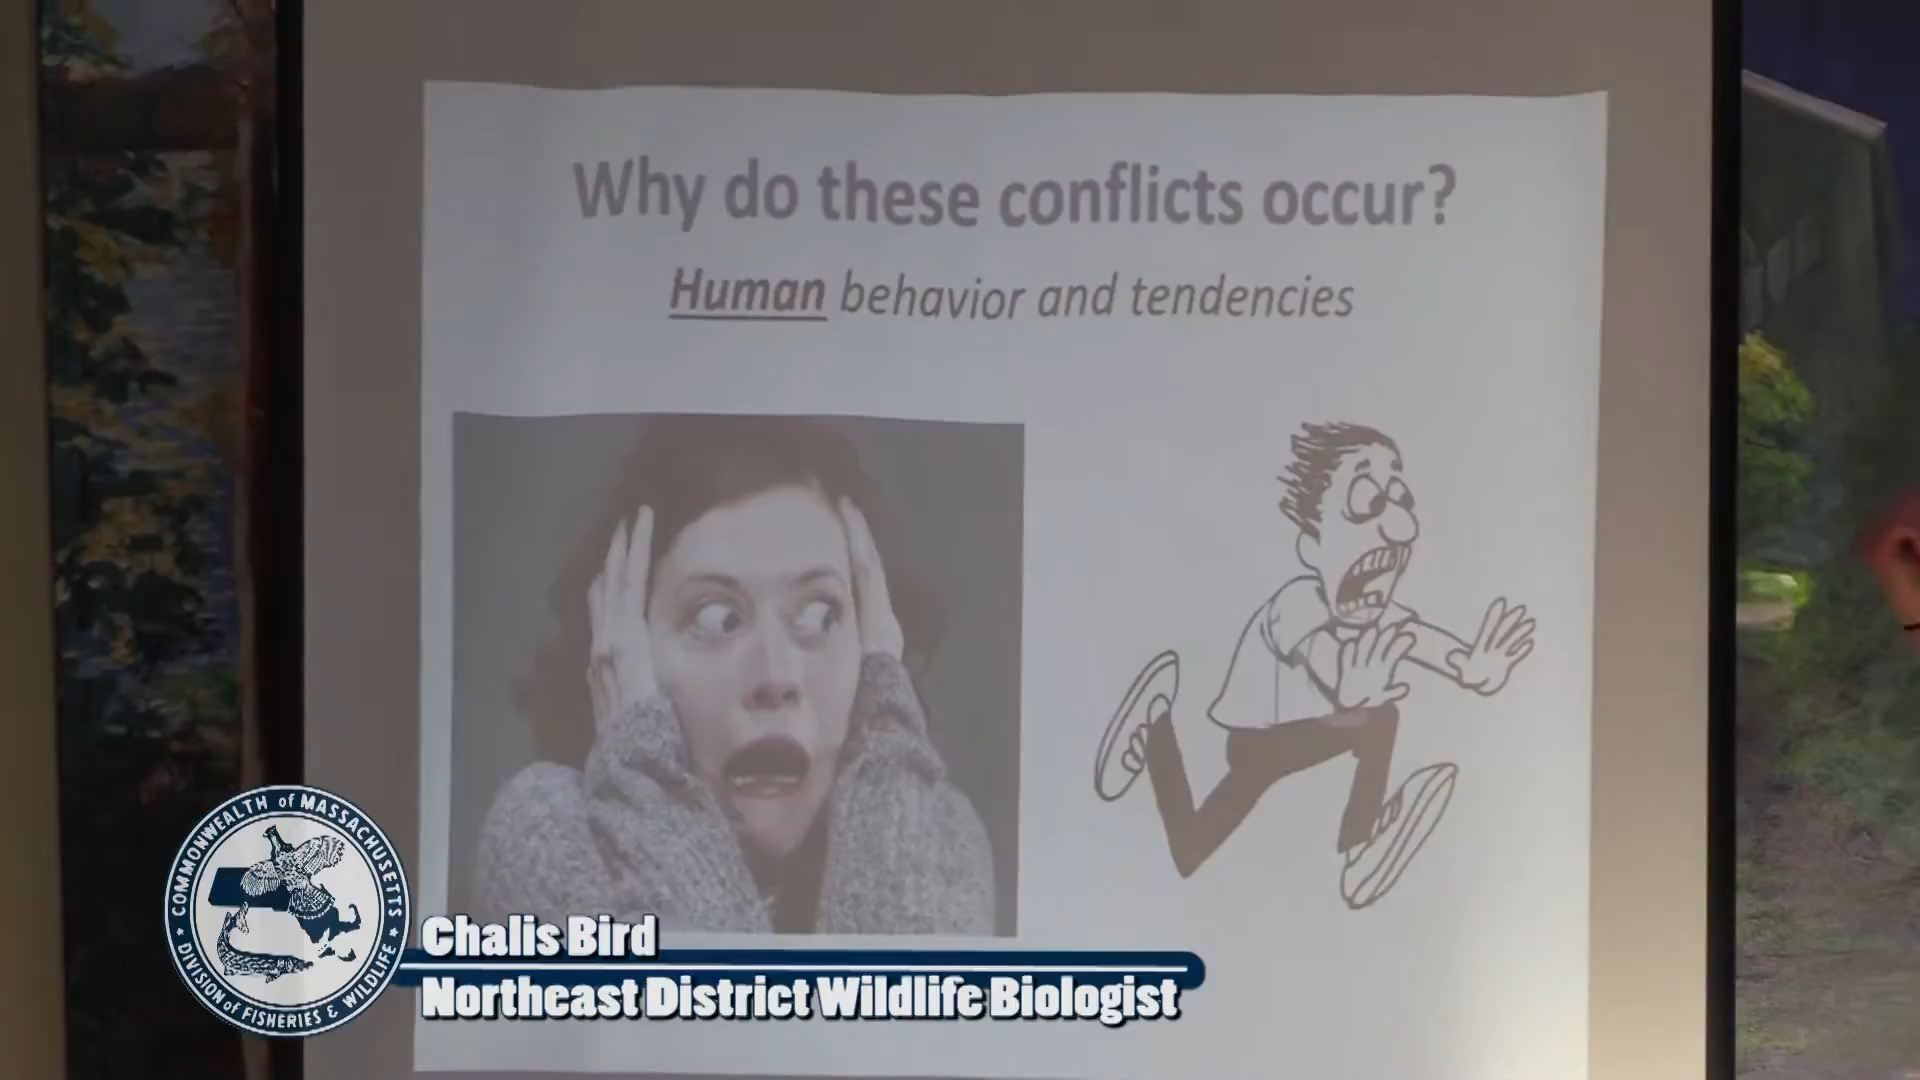 Why do these conflicts occur?
Human behavior and tendencies
COMMONWEALTH of MASSACHUSETTS
DIVISION of FISHERIES & WILDLIFE
Chalis Bird
Northeast District Wildlife Biologist